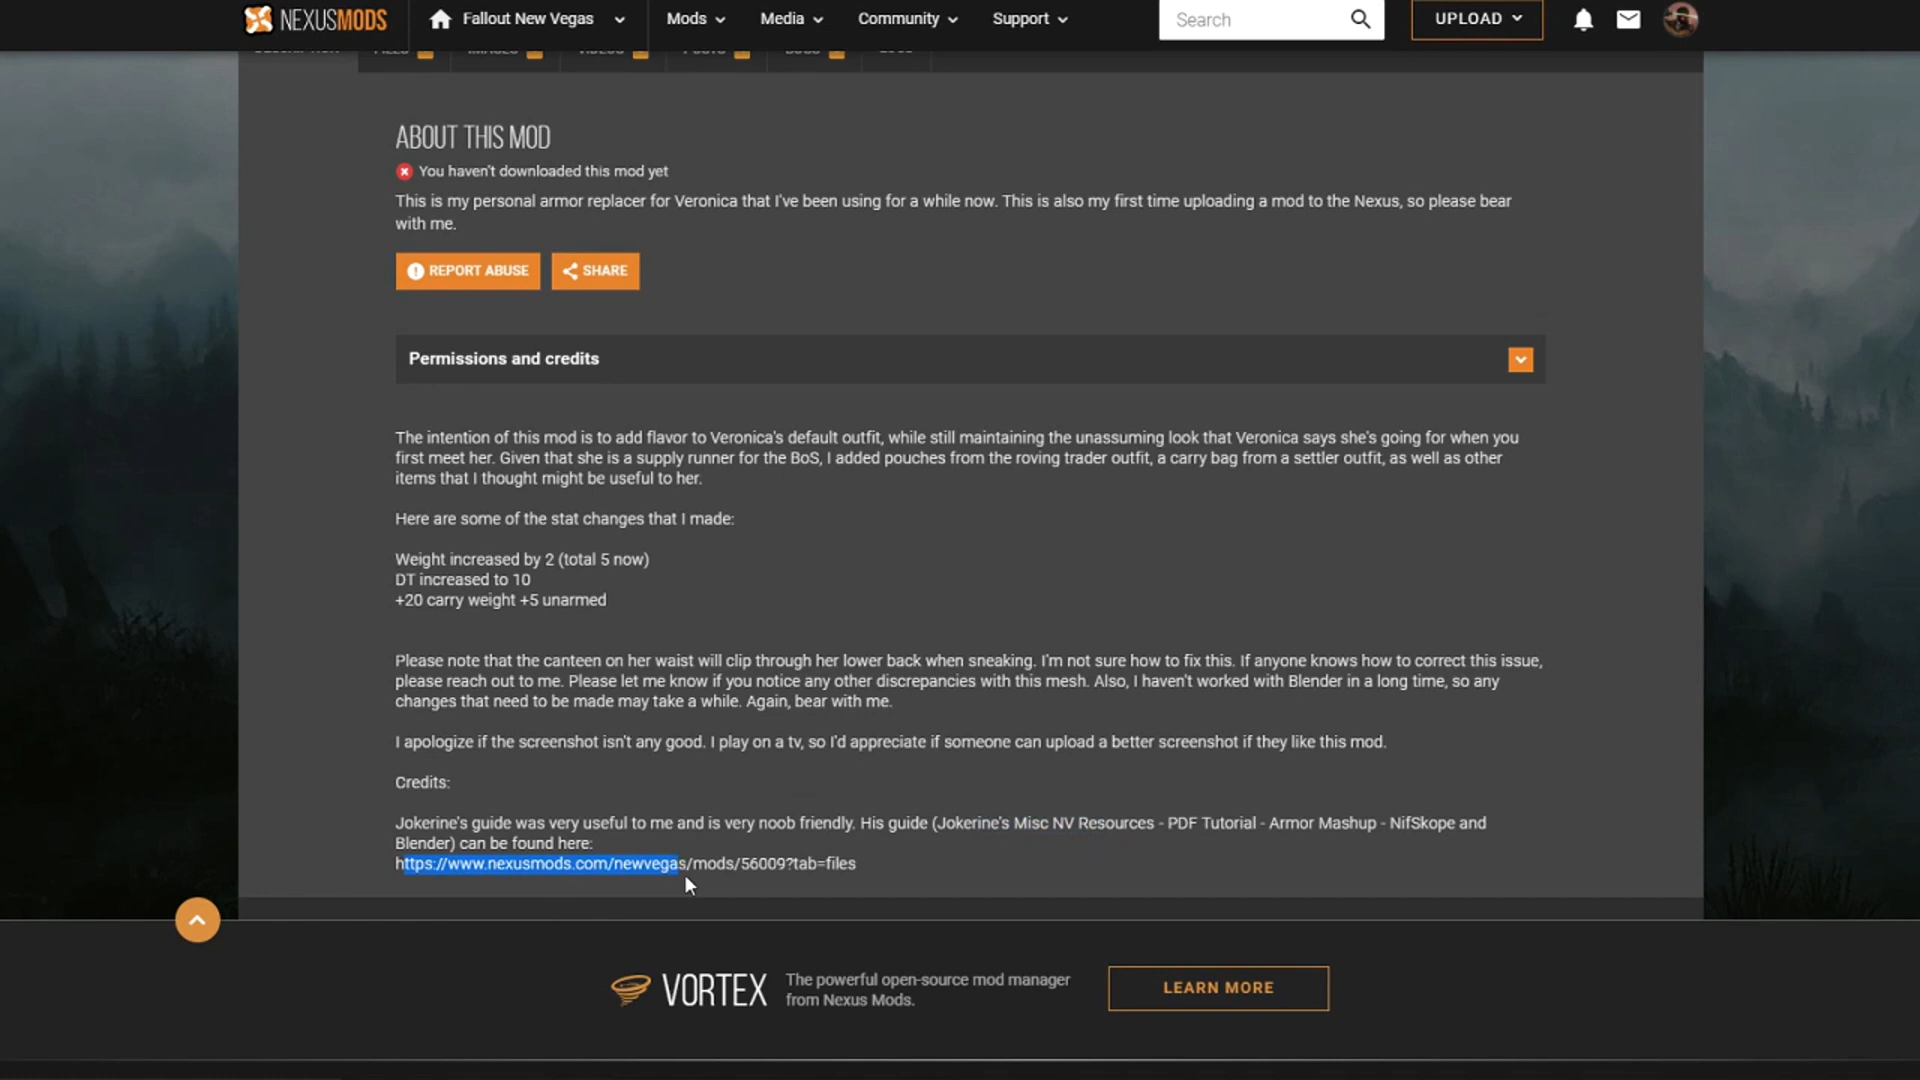 NEXUSMODS
Fallout New Vegas
Mods
Media
Community
Support
Search
UPLOAD
ABOUT THIS MOD
You haven't downloaded this mod yet
This is my personal armor replacer for Veronica that I've been using for a while now. This is also my first time uploading a mod to the Nexus, so please bear
with me.
REPORT ABUSE
SHARE
Permissions and credits
The intention of this mod is to add flavor to Veronica's default outfit, while still maintaining the unassuming look that Veronica says she's going for when you
first meet her. Given that she is a supply runner for the BoS, I added pouches from the roving trader outfit, a carry bag from a settler outfit, as well as other
items that I thought might be useful to her.
Here are some of the stat changes that I made:
Weight increased by 2 (total 5 now)
DT increased to 10
+20 carry weight +5 unarmed
Please note that the canteen on her waist will clip through her lower back when sneaking. I'm not sure how to fix this. If anyone knows how to correct this issue,
please reach out to me. Please let me know if you notice any other discrepancies with this mesh. Also, I haven't worked with Blender in a long time, so any
changes that need to be made may take a while. Again, bear with me.
I apologize if the screenshot isn't any good. I play on a tv, so I'd appreciate if someone can upload a better screenshot if they like this mod.
Credits:
Jokerine's guide was very useful to me and is very noob friendly. His guide (Jokerine's Misc NV Resources - PDF Tutorial - Armor Mashup - NifSkope and
Blender) can be found here:
https://www.nexusmods.com/newvegas/mods/56009?tab=files
VORTEX
The powerful open-source mod manager
from Nexus Mods.
LEARN MORE